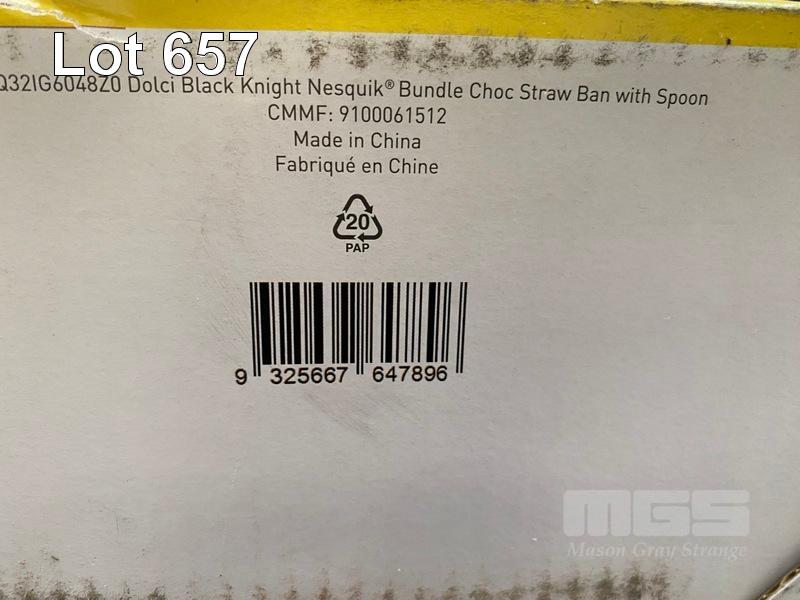 Lot 657
Q32IG6048Z0 Dolci Black Knight Nesquik® Bundle Choc Straw Ban with Spoon
CMMF: 9100061512
Made in China
Fabriqué en Chine
20
PAP
9 325667 647896
MGS
Mason Gray Strange